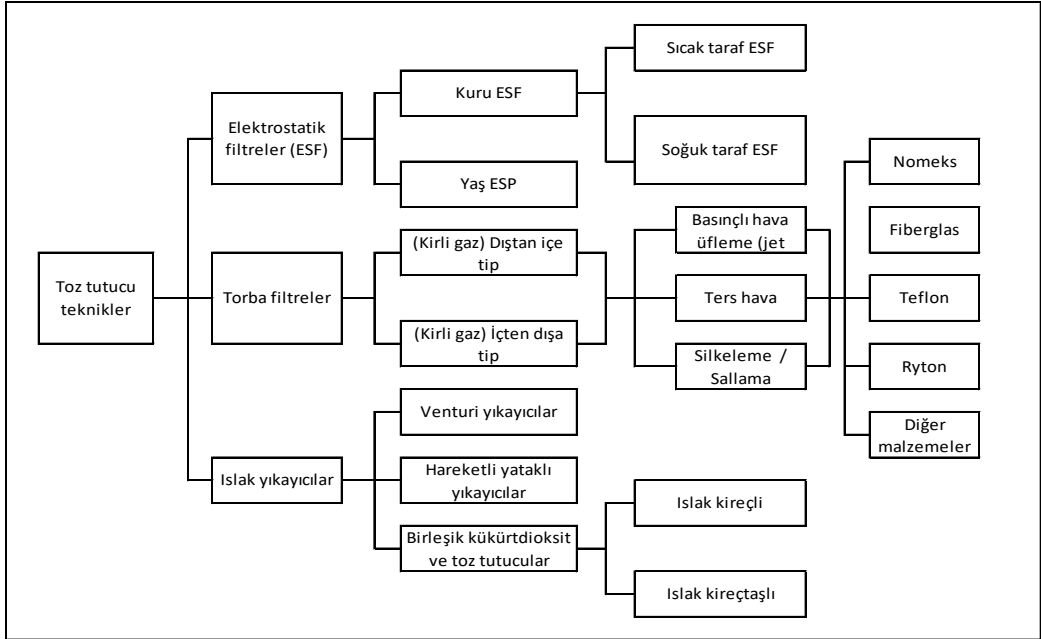 Sıcak taraf ESF
Kuru ESF
Elektrostatik
filtreler (ESF)
Soğuk taraf ESF
Nomeks
Yaş ESP
Basınçlı hava
üfleme (jet
Fiberglas
(Kirli gaz) Dıştan içe
tip
Toz tutucu
teknikler
Torba filtreler
Ters hava
Teflon
(Kirli gaz) İçten dışa
tip
Silkeleme /
Sallama
Ryton
Venturi yıkayıcılar
Diğer
malzemeler
Islak yıkayıcılar
Hareketli yataklı
yıkayıcılar
Islak kireçli
Birleşik kükürtdioksit
ve toz tutucular
Islak kireçtaşlı